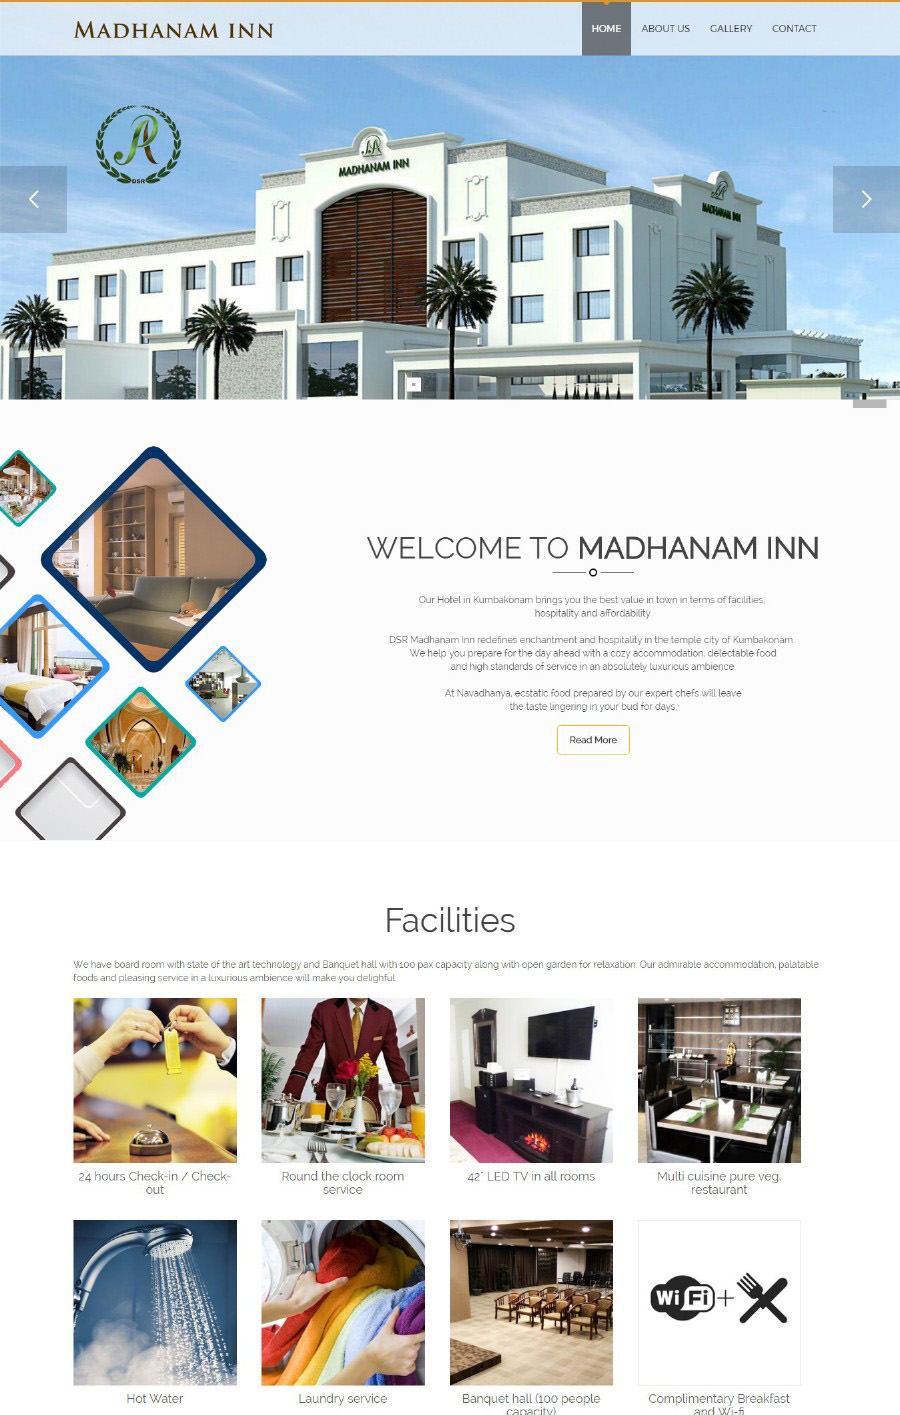 MADHANAM INN
HOME
ABOUT US
GALLERY
CONTACT
DSR
MADHANAM INN
MADHANAM INN
WELCOME TO MADHANAM INN
Our Hotel in Kumbakonam brings you the best value in town in terms of facilities,
hospitality and affordability.
DSR Madhanam Inn redefines enchantment and hospitality in the temple city of Kumbakonam.
We help you prepare for the day ahead with a cozy accommodation, delectable food
and high standards of service in an absolutely luxurious ambience.
At Navadhanya, ecstatic food prepared by our expert chefs will leave
the taste lingering in your bud for days.
Read More
Facilities
We have board room with state of the art technology and Banquet hall with 100 pax capacity along with open garden for relaxation. Our admirable accommodation, palatable
foods and pleasing service in a luxurious ambience will make you delighful.
24 hours Check-in / Check-
out
Round the clock room
service
42" LED TV in all rooms
Multi cuisine pure veg.
restaurant
WiFi+
Hot Water
Laundry service
Banquet hall (100 people
capacity)
Complimentary Breakfast
and Wi-fi